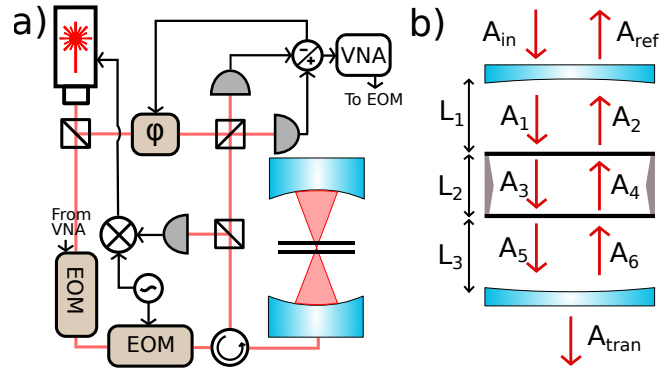 a)
VNA
To EOM
φ
From
VNA
EOM
EOM
b)
A_in
A_ref
L_1
A_1
A_2
L_2
A_3
A_4
L_3
A_5
A_6
A_tran